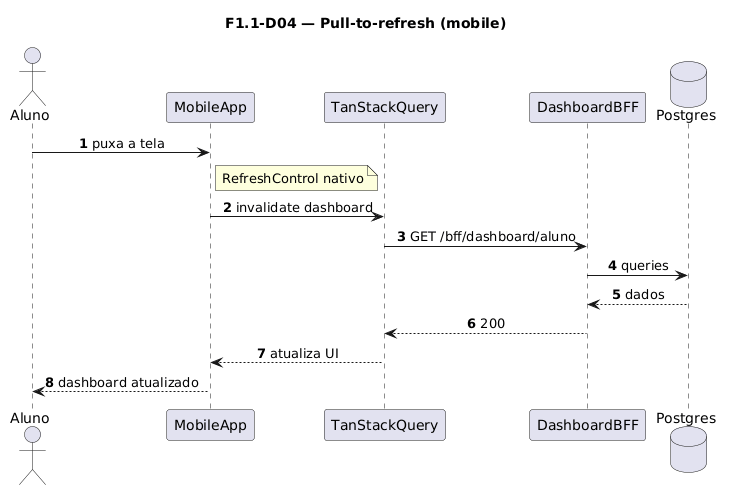 F1.1-D04 — Pull-to-refresh (mobile)
Aluno
MobileApp
TanStackQuery
DashboardBFF
Postgres
1 puxa a tela
RefreshControl nativo
2 invalidate dashboard
3 GET /bff/dashboard/aluno
4 queries
5 dados
6 200
7 atualiza UI
8 dashboard atualizado
Aluno
MobileApp
TanStackQuery
DashboardBFF
Postgres